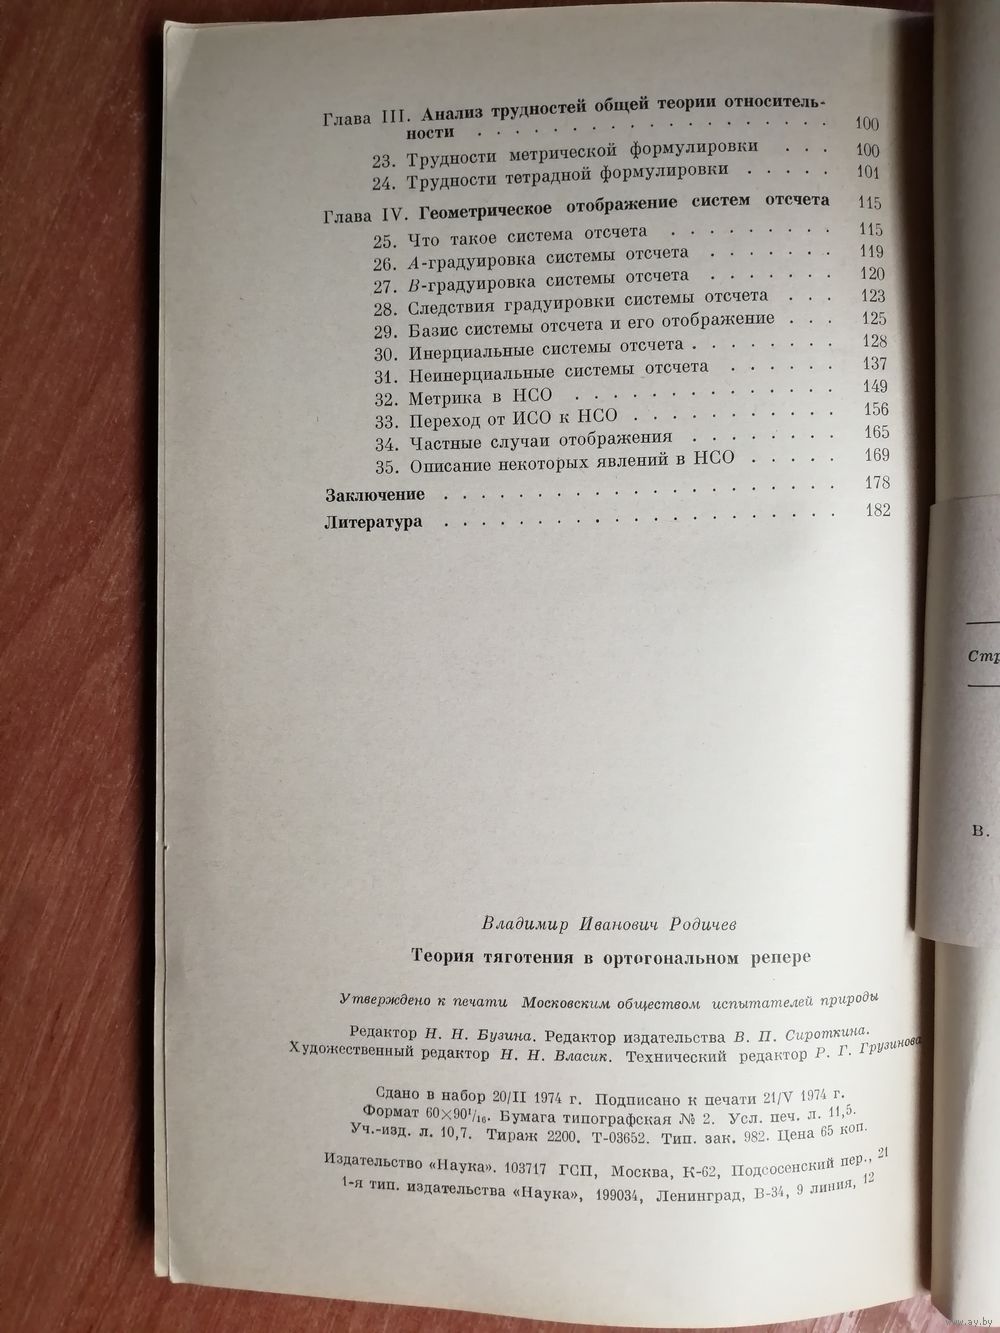 Глава III. Анализ трудностей общей теории относитель-
ности . . . . . . . . . . . . . . . . . . . 100
23. Трудности метрической формулировки . . . 100
24. Трудности тетрадной формулировки . . . . . 101
Глава IV. Геометрическое отображение систем отсчета 115
25. Что такое система отсчета . . . . . . . . . 115
26. A-градуировка системы отсчета . . . . . . . 119
27. B-градуировка системы отсчета . . . . . . . 120
28. Следствия градуировки системы отсчета . . . 123
29. Базис системы отсчета и его отображение . . . 125
30. Инерциальные системы отсчета . . . . . . . . 128
31. Неинерциальные системы отсчета . . . . . . 137
32. Метрика в НСО . . . . . . . . . . . . . . 149
33. Переход от ИСО к НСО . . . . . . . . . . . 156
34. Частные случаи отображения . . . . . . . . 165
35. Описание некоторых явлений в НСО . . . . . 169
Заключение . . . . . . . . . . . . . . . . . . . . . 178
Литература . . . . . . . . . . . . . . . . . . . . . 182
Владимир Иванович Родичев
Теория тяготения в ортогональном репере
Утверждено к печати Московским обществом испытателей природы
Редактор Н. Н. Бузина. Редактор издательства В. П. Сироткина.
Художественный редактор Н. Н. Власик. Технический редактор Р. Г. Грузинова
Сдано в набор 20/II 1974 г. Подписано к печати 21/V 1974 г.
Формат 60×90¹/₁₆. Бумага типографская № 2. Усл. печ. л. 11,5.
Уч.-изд. л. 10,7. Тираж 2200. Т-03652. Тип. зак. 982. Цена 65 коп.
Издательство «Наука». 103717 ГСП, Москва, К-62, Подсосенский пер., 21
1-я тип. издательства «Наука», 199034, Ленинград, В-34, 9 линия, 12
Стр
В.
www.ay.by